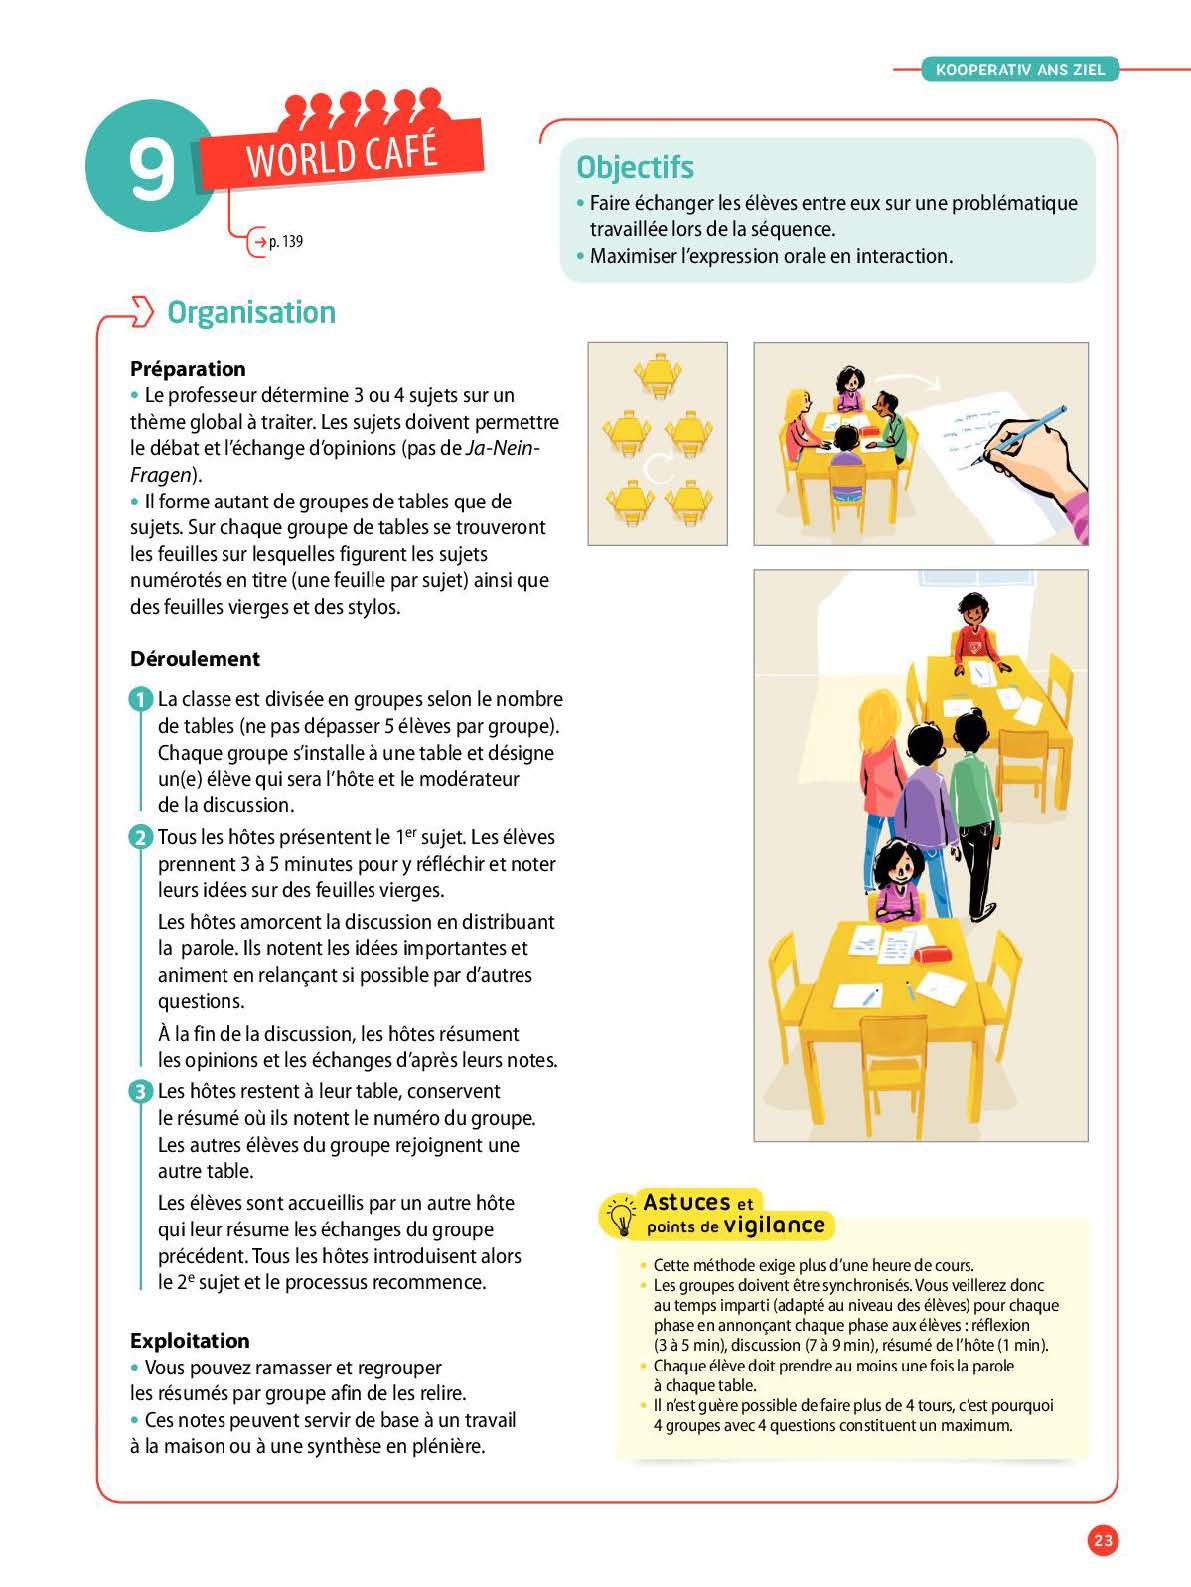 KOOPERATIV ANS ZIEL
9
WORLD CAFÉ
p. 139
Objectifs
• Faire échanger les élèves entre eux sur une problématique
travaillée lors de la séquence.
• Maximiser l'expression orale en interaction.
Organisation
Préparation
• Le professeur détermine 3 ou 4 sujets sur un
thème global à traiter. Les sujets doivent permettre
le débat et l'échange d'opinions (pas de Ja-Nein-
Fragen).
• Il forme autant de groupes de tables que de
sujets. Sur chaque groupe de tables se trouveront
les feuilles sur lesquelles figurent les sujets
numérotés en titre (une feuille par sujet) ainsi que
des feuilles vierges et des stylos.
Déroulement
1 La classe est divisée en groupes selon le nombre
de tables (ne pas dépasser 5 élèves par groupe).
Chaque groupe s'installe à une table et désigne
un(e) élève qui sera l'hôte et le modérateur
de la discussion.
2 Tous les hôtes présentent le 1er sujet. Les élèves
prennent 3 à 5 minutes pour y réfléchir et noter
leurs idées sur des feuilles vierges.
Les hôtes amorcent la discussion en distribuant
la parole. Ils notent les idées importantes et
animent en relançant si possible par d'autres
questions.
À la fin de la discussion, les hôtes résument
les opinions et les échanges d'après leurs notes.
3 Les hôtes restent à leur table, conservent
le résumé où ils notent le numéro du groupe.
Les autres élèves du groupe rejoignent une
autre table.
Les élèves sont accueillis par un autre hôte
qui leur résume les échanges du groupe
précédent. Tous les hôtes introduisent alors
le 2e sujet et le processus recommence.
Exploitation
• Vous pouvez ramasser et regrouper
les résumés par groupe afin de les relire.
• Ces notes peuvent servir de base à un travail
à la maison ou à une synthèse en plénière.
Astuces et
points de vigilance
• Cette méthode exige plus d'une heure de cours.
• Les groupes doivent être synchronisés. Vous veillerez donc
au temps imparti (adapté au niveau des élèves) pour chaque
phase en annonçant chaque phase aux élèves : réflexion
(3 à 5 min), discussion (7 à 9 min), résumé de l'hôte (1 min).
• Chaque élève doit prendre au moins une fois la parole
à chaque table.
• Il n'est guère possible de faire plus de 4 tours, c'est pourquoi
4 groupes avec 4 questions constituent un maximum.
23